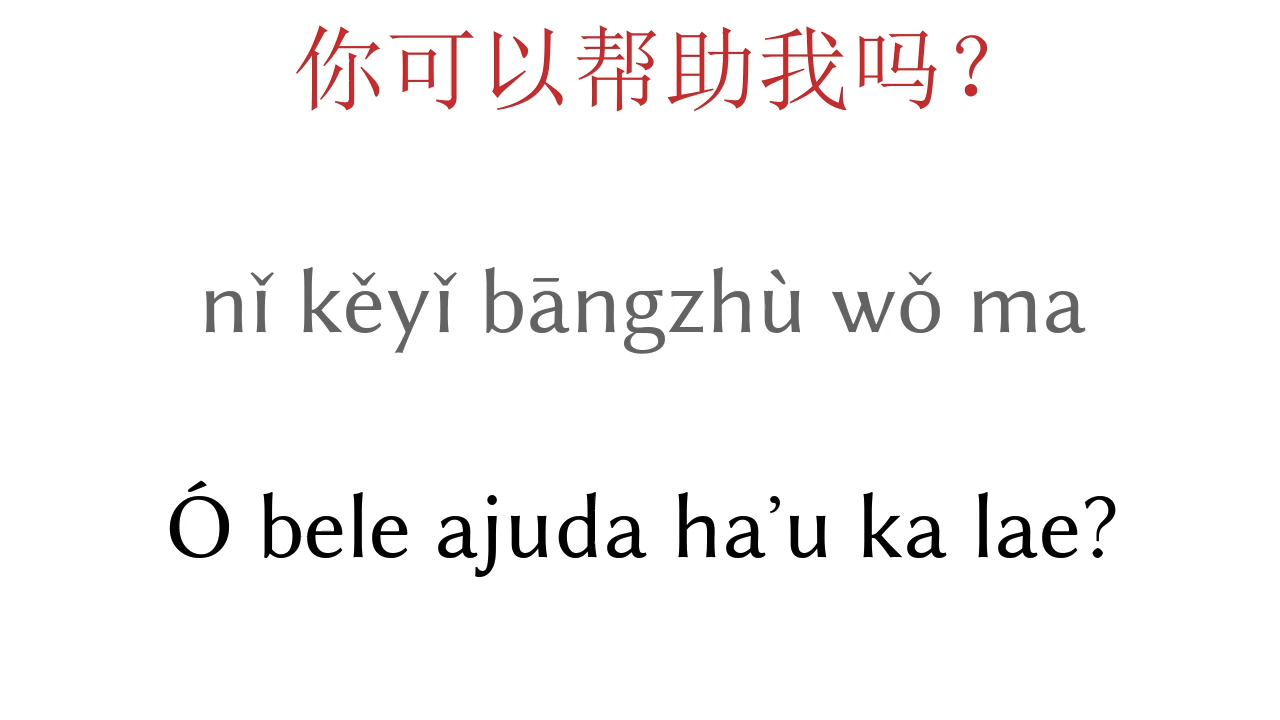 你可以帮助我吗？
nǐ kěyǐ bāngzhù wǒ ma
Ó bele ajuda ha’u ka lae?